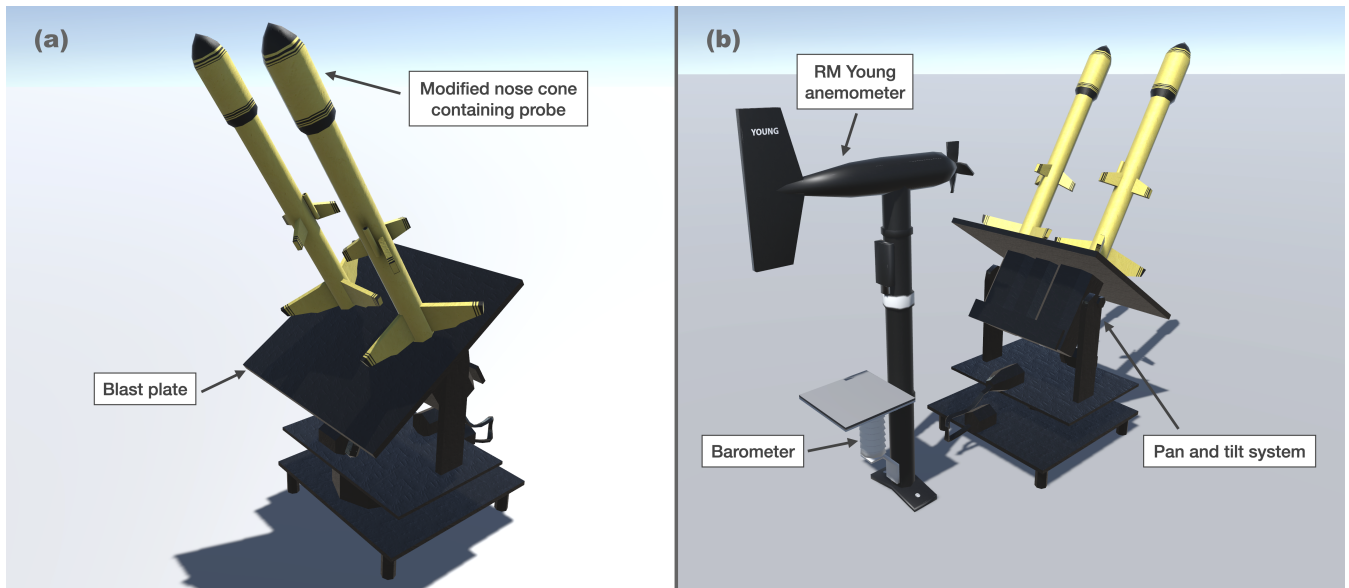 (a)
Modified nose cone
containing probe
Blast plate
(b)
RM Young
anemometer
YOUNG
Barometer
Pan and tilt system